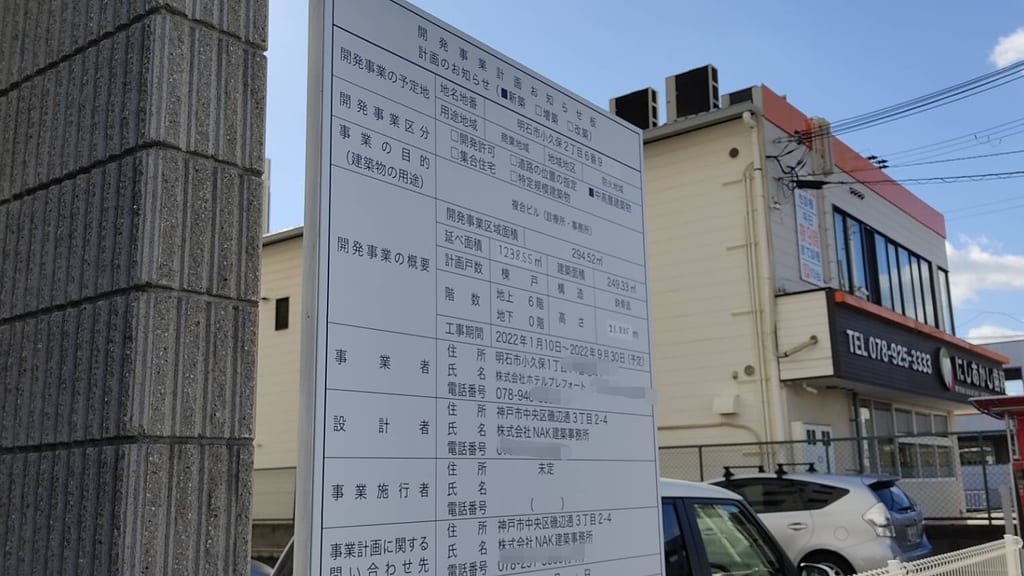 開発事業計画お知らせ板
計画のお知らせ(■新築 □増築 □改築)
開発事業の予定地 地名地番 明石市小久保2丁目6番9
用途地域 商業地域 地域地区 防火地域
開発事業区分 □開発許可 □道路の位置の指定 ■中高層建築物
□集合住宅 □特定規模建築物
事業の目的
(建築物の用途) 複合ビル(診療所・事務所)
開発事業の概要
開発事業区域面積 294.52㎡
延べ面積 1238.55㎡ 建築面積 249.33㎡
計画戸数 棟 戸 構造 鉄骨造
階数 地上 6階 高さ m
地下 0階
工事期間 2022年1月10日~2022年9月30日(予定)
事業者 住所 明石市小久保1丁目
氏名 株式会社ホテルプレフォート
電話番号 078-940-
設計者 住所 神戸市中央区磯辺通3丁目2-4
氏名 株式会社NAK建築事務所
電話番号
事業施行者 住所 未定
氏名
電話番号 ( )
事業計画に関する
問い合わせ先
住所 神戸市中央区磯辺通3丁目2-4
氏名 株式会社NAK建築事務所
電話番号 078-251-
TEL 078-925-3333
にしあかし